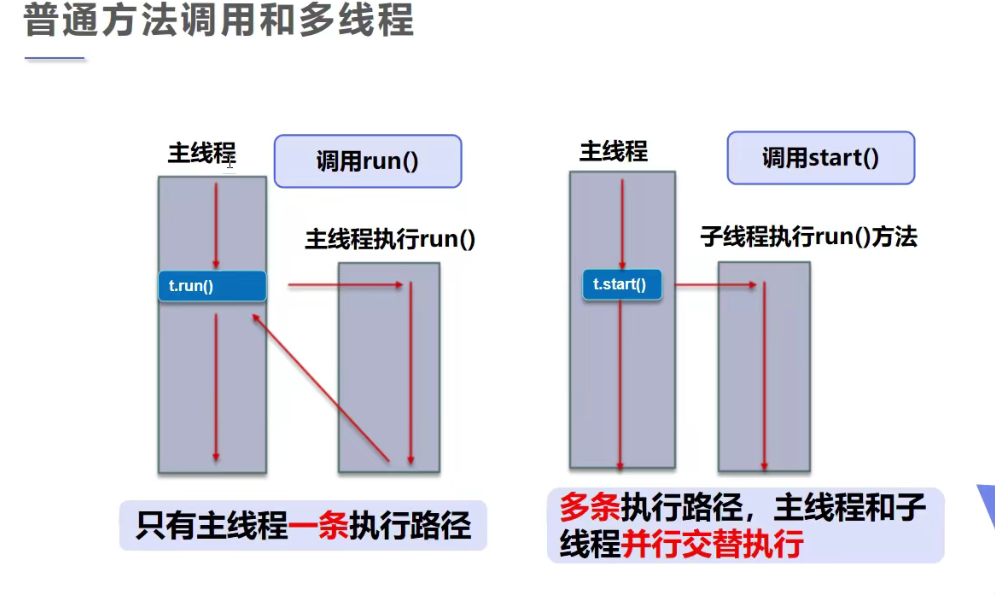 普通方法调用和多线程
主线程
调用run()
主线程执行run()
t.run()
只有主线程一条执行路径
主线程
调用start()
子线程执行run()方法
t.start()
多条执行路径，主线程和子
线程并行交替执行